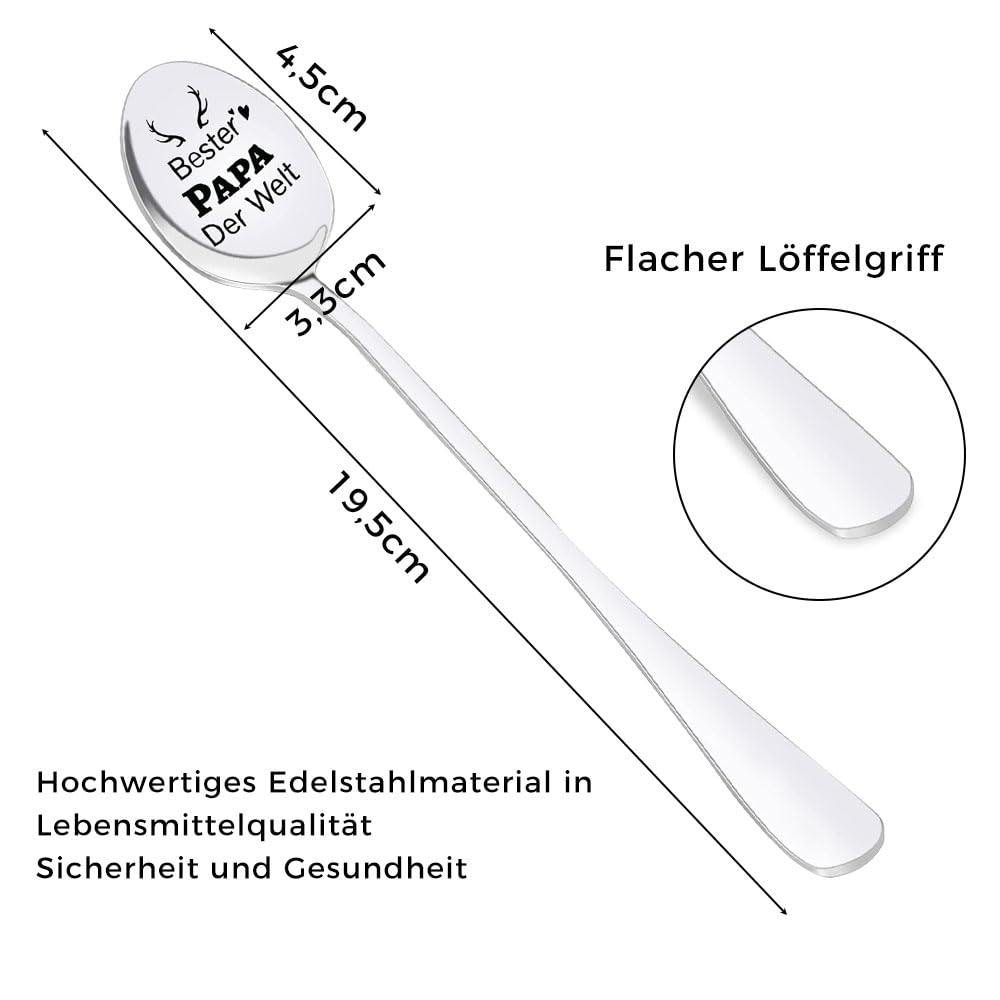 4,5cm
Bester
PAPA
Der Welt
3,3cm
Flacher Löffelgriff
19,5cm
Hochwertiges Edelstahlmaterial in
Lebensmittelqualität
Sicherheit und Gesundheit